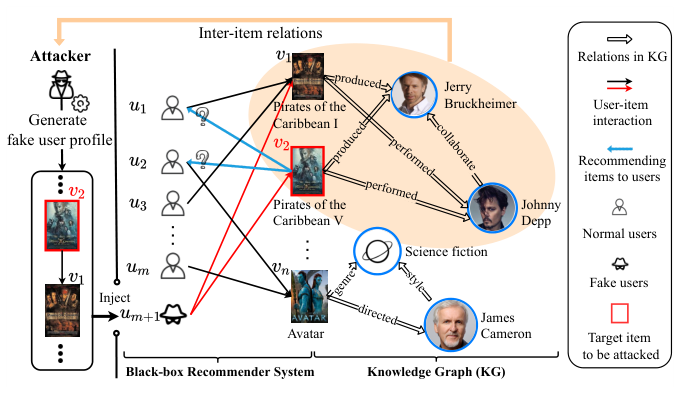 Inter-item relations
Attacker
Generate
fake user profile
v2
v1
Inject
u1
u2
u3
um
um+1
?
?
v1
Pirates of the
Caribbean I
v2
Pirates of the
Caribbean V
vn
AVATAR
Avatar
produced
produced
performed
performed
collaborate
genre
style
directed
Jerry
Bruckheimer
Johnny
Depp
Science fiction
James
Cameron
Black-box Recommender System
Knowledge Graph (KG)
Relations in KG
User-item
interaction
Recommending
items to users
Normal users
Fake users
Target item
to be attacked